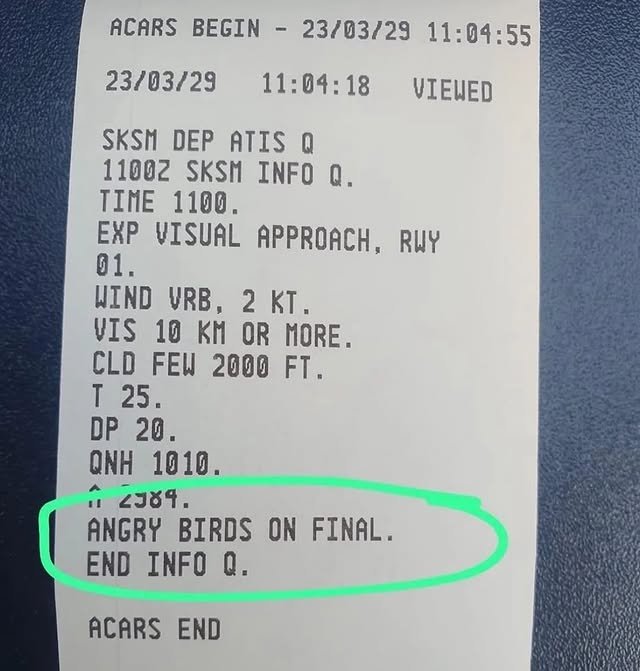 ACARS BEGIN - 23/03/29 11:04:55
23/03/29 11:04:18 VIEWED
SKSM DEP ATIS Q
1100Z SKSM INFO Q.
TIME 1100.
EXP VISUAL APPROACH, RWY
01.
WIND VRB, 2 KT.
VIS 10 KM OR MORE.
CLD FEW 2000 FT.
T 25.
DP 20.
QNH 1010.
A 2984.
ANGRY BIRDS ON FINAL.
END INFO Q.
ACARS END